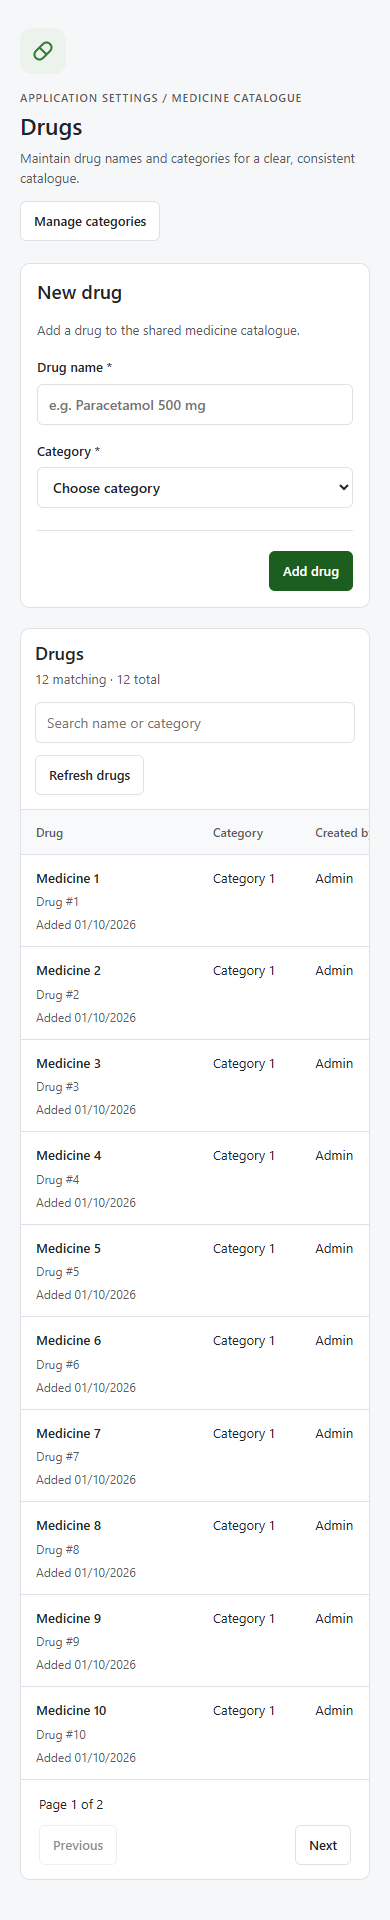 APPLICATION SETTINGS / MEDICINE CATALOGUE
Drugs
Maintain drug names and categories for a clear, consistent
catalogue.
Manage categories
New drug
Add a drug to the shared medicine catalogue.
Drug name *
e.g. Paracetamol 500 mg
Category *
Choose category
Add drug
Drugs
12 matching · 12 total
Search name or category
Refresh drugs
Drug Category Created b
Medicine 1 Category 1 Admin
Drug #1
Added 01/10/2026
Medicine 2 Category 1 Admin
Drug #2
Added 01/10/2026
Medicine 3 Category 1 Admin
Drug #3
Added 01/10/2026
Medicine 4 Category 1 Admin
Drug #4
Added 01/10/2026
Medicine 5 Category 1 Admin
Drug #5
Added 01/10/2026
Medicine 6 Category 1 Admin
Drug #6
Added 01/10/2026
Medicine 7 Category 1 Admin
Drug #7
Added 01/10/2026
Medicine 8 Category 1 Admin
Drug #8
Added 01/10/2026
Medicine 9 Category 1 Admin
Drug #9
Added 01/10/2026
Medicine 10 Category 1 Admin
Drug #10
Added 01/10/2026
Page 1 of 2
Previous Next